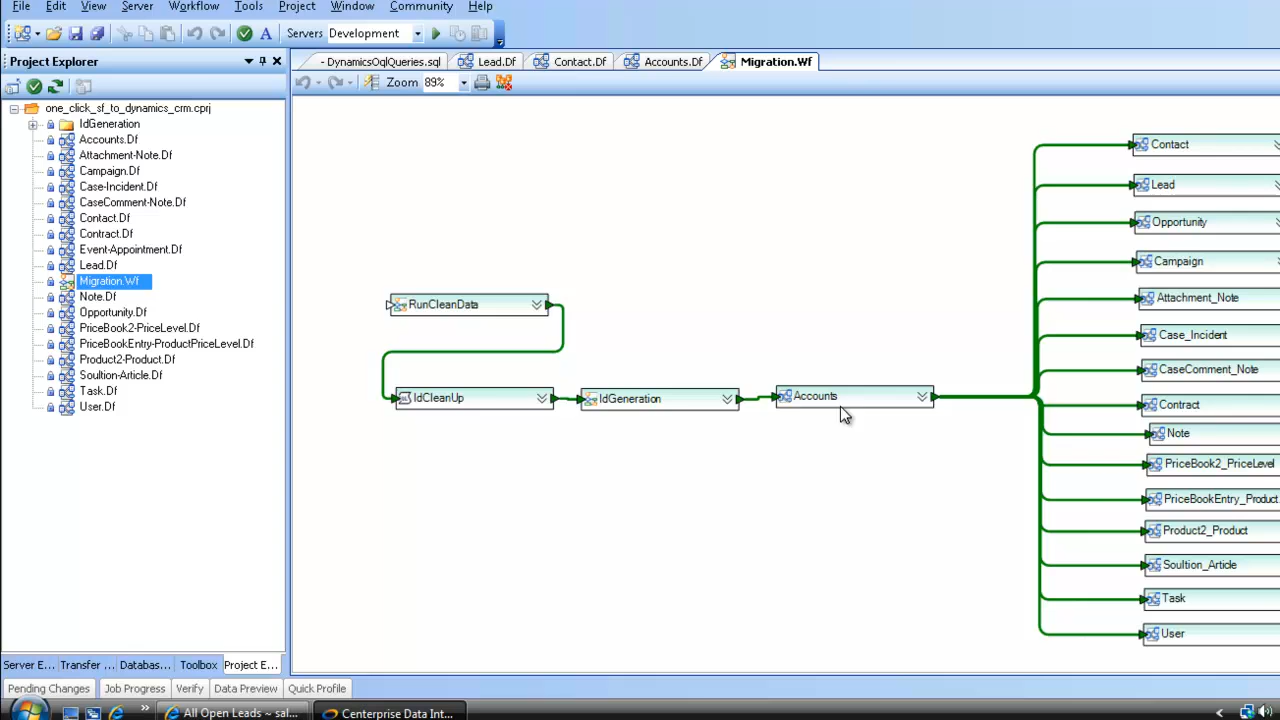 File Edit View Server Workflow Tools Project Window Community Help
Servers Development
Project Explorer
- DynamicsOqlQueries.sql Lead.Df Contact.Df Accounts.Df Migration.Wf
Zoom 89%
one_click_sf_to_dynamics_crm.cprj
IdGeneration
Accounts.Df
Attachment-Note.Df
Campaign.Df
Case-Incident.Df
CaseComment-Note.Df
Contact.Df
Contract.Df
Event-Appointment.Df
Lead.Df
Migration.Wf
Note.Df
Opportunity.Df
PriceBook2-PriceLevel.Df
PriceBookEntry-ProductPriceLevel.Df
Product2-Product.Df
Soultion-Article.Df
Task.Df
User.Df
RunCleanData
IdCleanUp
IdGeneration
Accounts
Contact
Lead
Opportunity
Campaign
Attachment_Note
Case_Incident
CaseComment_Note
Contract
Note
PriceBook2_PriceLevel
PriceBookEntry_Product
Product2_Product
Soultion_Article
Task
User
Server E... Transfer ... Databas... Toolbox Project E...
Pending Changes Job Progress Verify Data Preview Quick Profile
All Open Leads ~ sal... Centerprise Data Int...